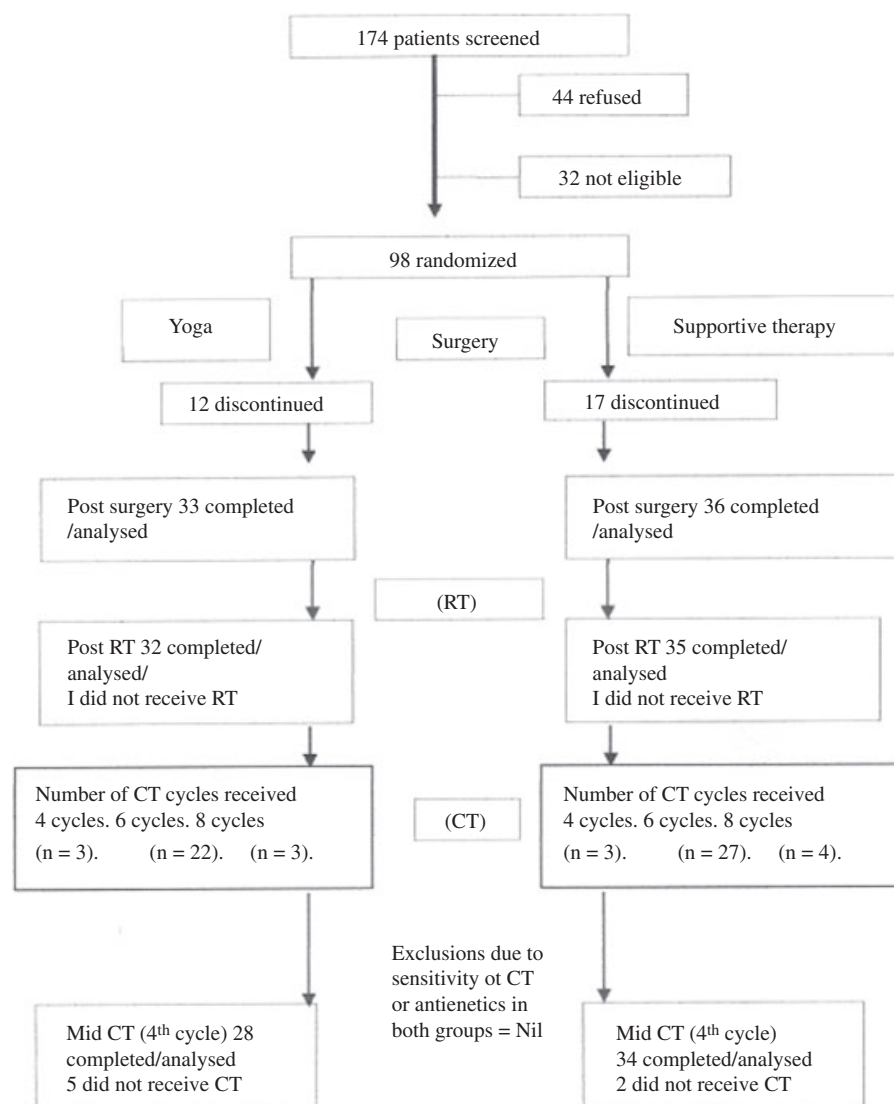 174 patients screened
44 refused
32 not eligible
98 randomized
Yoga
Surgery
Supportive therapy
12 discontinued
17 discontinued
Post surgery 33 completed
/analysed
Post surgery 36 completed
/analysed
(RT)
Post RT 32 completed/
analysed/
I did not receive RT
Post RT 35 completed/
analysed
I did not receive RT
Number of CT cycles received
4 cycles. 6 cycles. 8 cycles
(n = 3). (n = 22). (n = 3).
(CT)
Number of CT cycles received
4 cycles. 6 cycles. 8 cycles
(n = 3). (n = 27). (n = 4).
Exclusions due to
sensitivity ot CT
or antienetics in
both groups = Nil
Mid CT (4th cycle) 28
completed/analysed
5 did not receive CT
Mid CT (4th cycle)
34 completed/analysed
2 did not receive CT